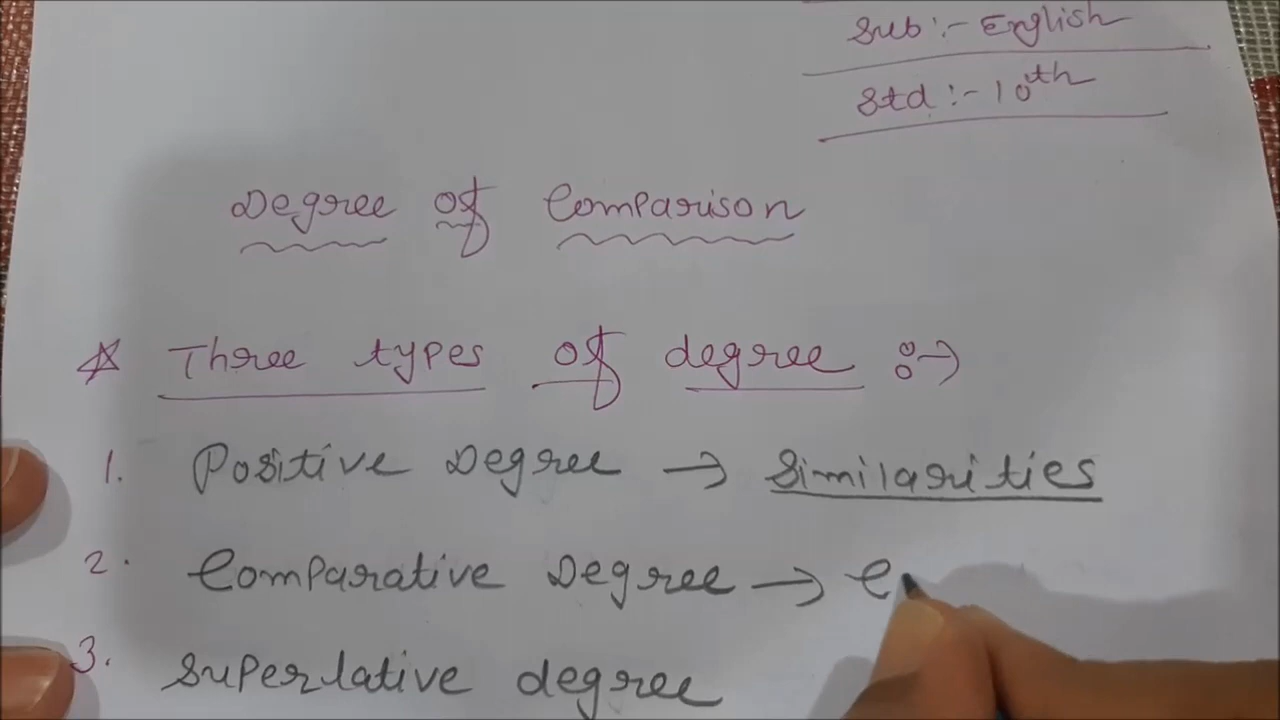 Sub :- English
Std :- 10th
Degree of Comparison
☆ Three types of degree :->
1. Positive Degree → Similarities
2. Comparative Degree → C
3. Superlative degree